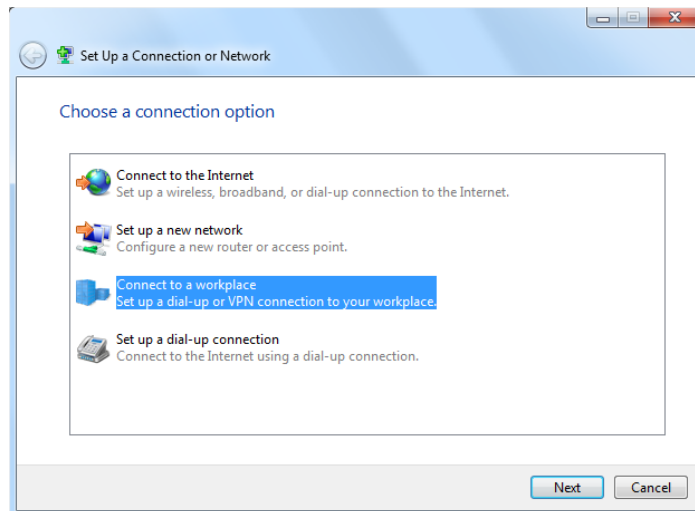 Set Up a Connection or Network
Choose a connection option
Connect to the Internet
Set up a wireless, broadband, or dial-up connection to the Internet.
Set up a new network
Configure a new router or access point.
Connect to a workplace
Set up a dial-up or VPN connection to your workplace.
Set up a dial-up connection
Connect to the Internet using a dial-up connection.
Next Cancel